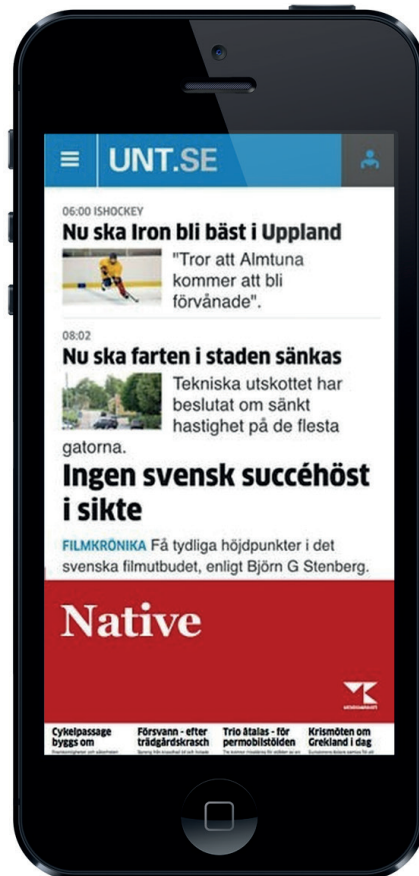 UNT.SE
06:00 ISHOCKEY
Nu ska Iron bli bäst i Uppland
"Tror att Almtuna
kommer att bli
förvånade".
08:02
Nu ska farten i staden sänkas
Tekniska utskottet har
beslutat om sänkt
hastighet på de flesta
gatorna.
Ingen svensk succéhöst
i sikte
FILMKRÖNIKA Få tydliga höjdpunkter i det
svenska filmutbudet, enligt Björn G Stenberg.
Native
Cykelpassage
byggs om
Försvann - efter
trädgårdskrasch
Trio åtalas - för
permobilstölden
Krismöten om
Grekland i dag